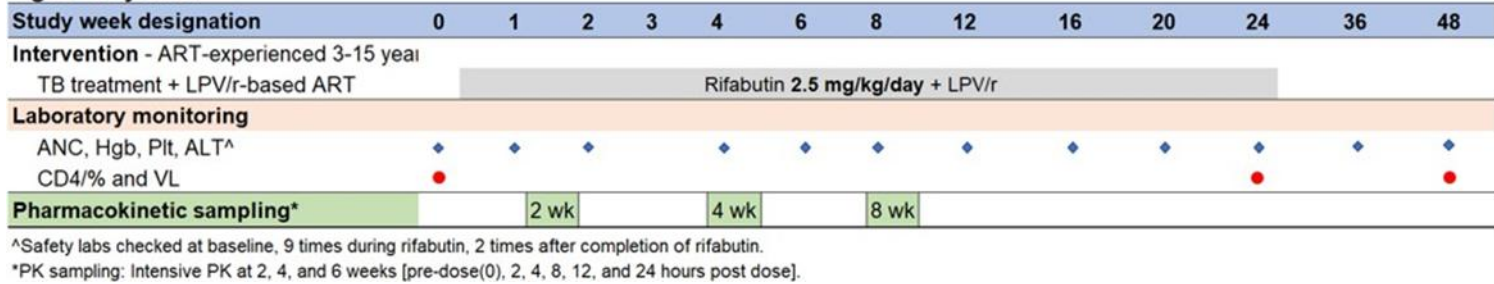 Study week designation 0 1 2 3 4 6 8 12 16 20 24 36 48
Intervention - ART-experienced 3-15 year
TB treatment + LPV/r-based ART Rifabutin 2.5 mg/kg/day + LPV/r
Laboratory monitoring
ANC, Hgb, Plt, ALT^
CD4/% and VL
Pharmacokinetic sampling* 2 wk 4 wk 8 wk
^Safety labs checked at baseline, 9 times during rifabutin, 2 times after completion of rifabutin.
*PK sampling: Intensive PK at 2, 4, and 6 weeks [pre-dose(0), 2, 4, 8, 12, and 24 hours post dose].